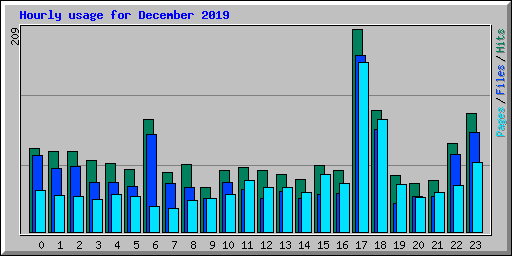 Hourly usage for December 2019
209
Pages / Files / Hits
0 1 2 3 4 5 6 7 8 9 10 11 12 13 14 15 16 17 18 19 20 21 22 23